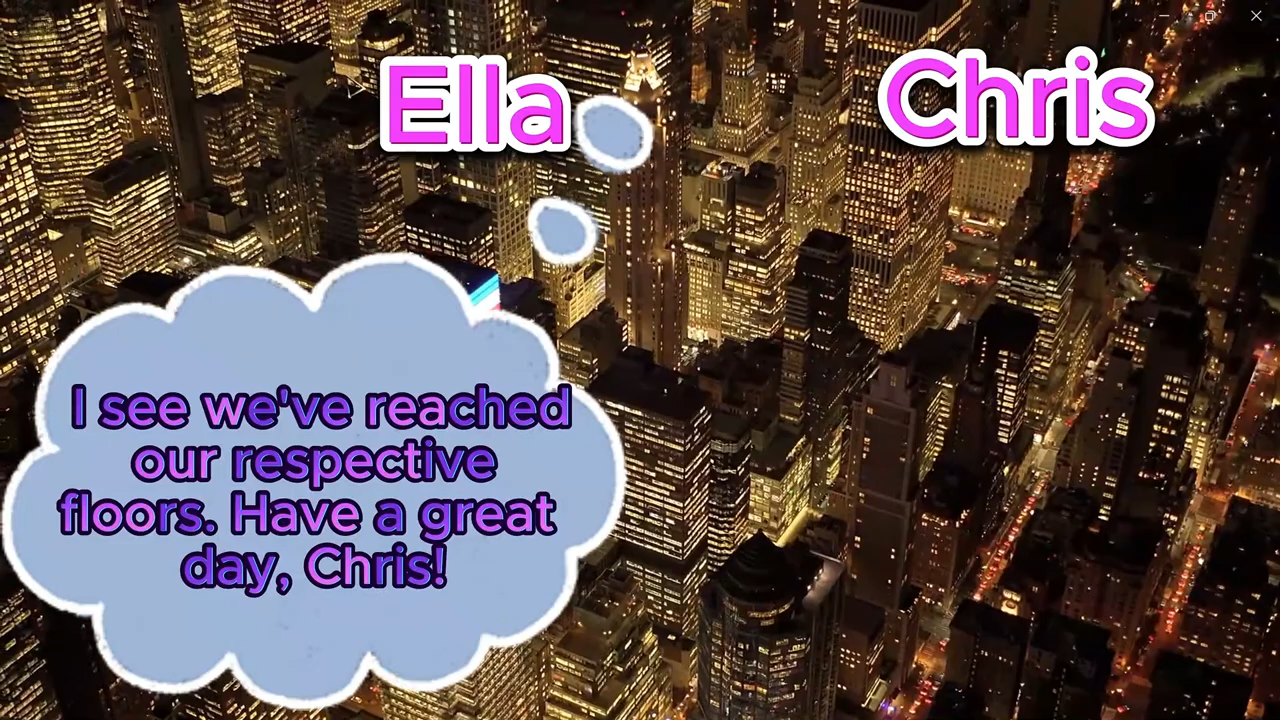 Ella
Chris
I see we've reached
our respective
floors. Have a great
day, Chris!